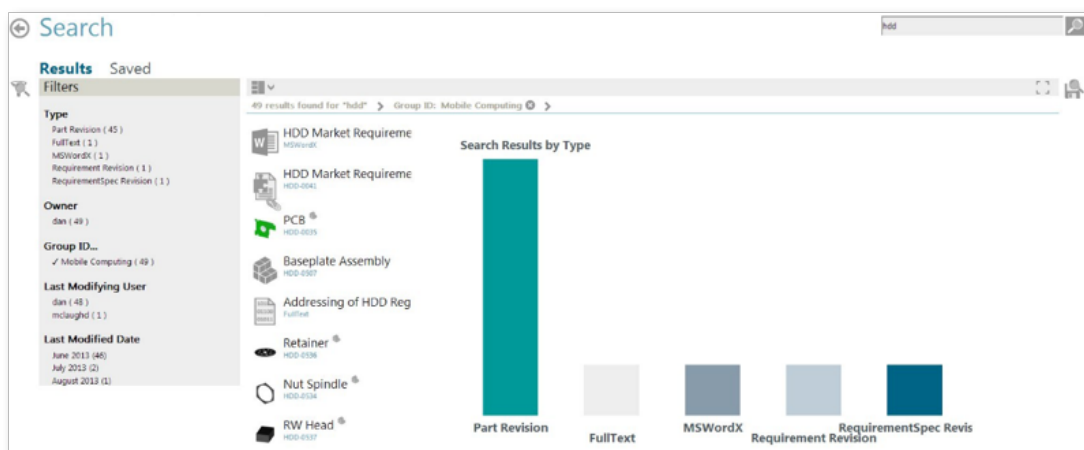 Search
hdd
Results Saved
Filters
49 results found for "hdd" Group ID: Mobile Computing
Type
Part Revision ( 45 )
FullText ( 1 )
MSWordX ( 1 )
Requirement Revision ( 1 )
RequirementSpec Revision ( 1 )
Owner
dan ( 49 )
Group ID...
✓ Mobile Computing ( 49 )
Last Modifying User
dan ( 48 )
mclaughd ( 1 )
Last Modified Date
June 2013 (46)
July 2013 (2)
August 2013 (1)
HDD Market Requireme
MSWordX
HDD Market Requireme
HDD-0041
PCB
HDD-0035
Baseplate Assembly
HDD-0507
Addressing of HDD Reg
FullText
Retainer
HDD-0536
Nut Spindle
HDD-0534
RW Head
HDD-0537
Search Results by Type
Part Revision
FullText
MSWordX
Requirement Revision
RequirementSpec Revis